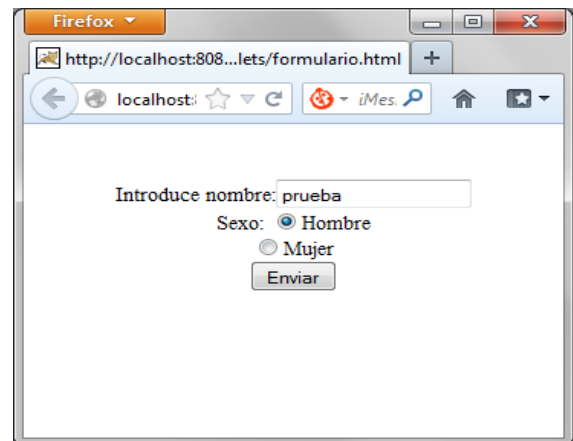 Firefox
http://localhost:808...lets/formulario.html
localhost: iMes.
Introduce nombre: prueba
Sexo: Hombre
Mujer
Enviar